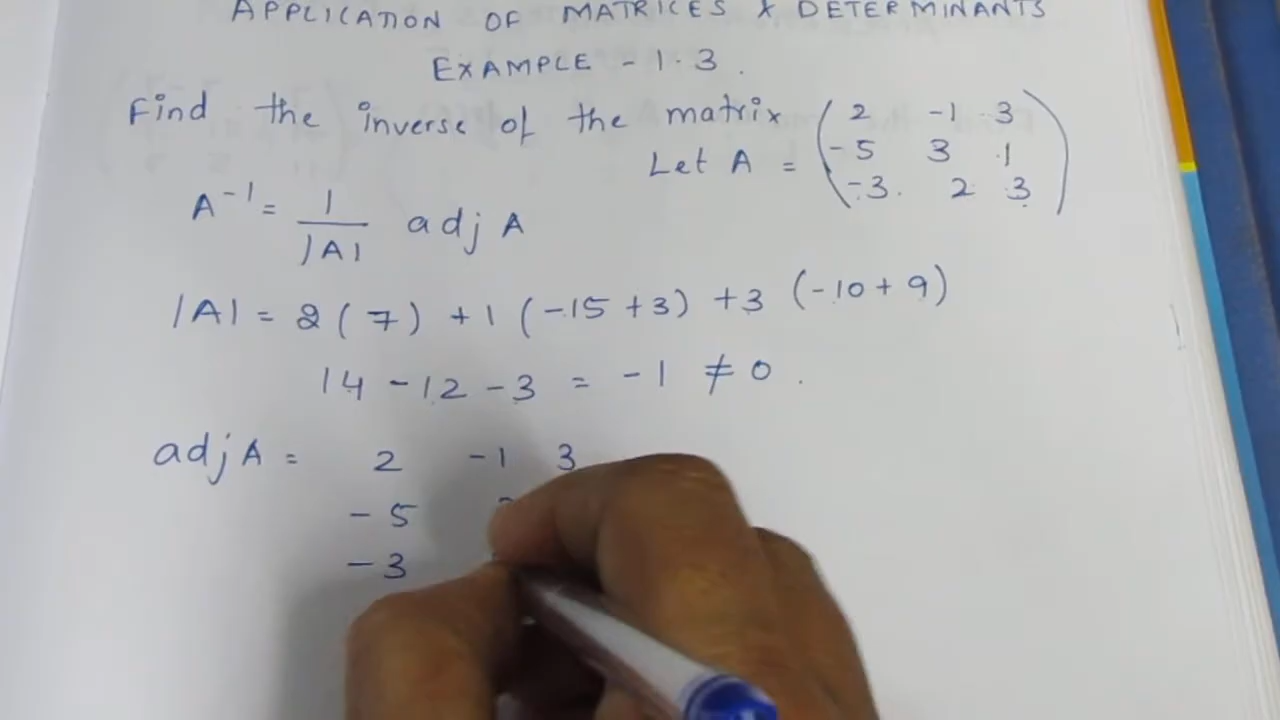 APPLICATION OF MATRICES & DETERMINANTS
EXAMPLE - 1.3.
Find the inverse of the matrix
Let A = ( 2 -1 3
-5 3 1
-3 2 3 )
A⁻¹ = 1/|A| adj A
|A| = 2(7) +1(-15+3) +3(-10+9)
14 -12 -3 = -1 ≠ 0.
adj A = 2 -1 3
-5
-3